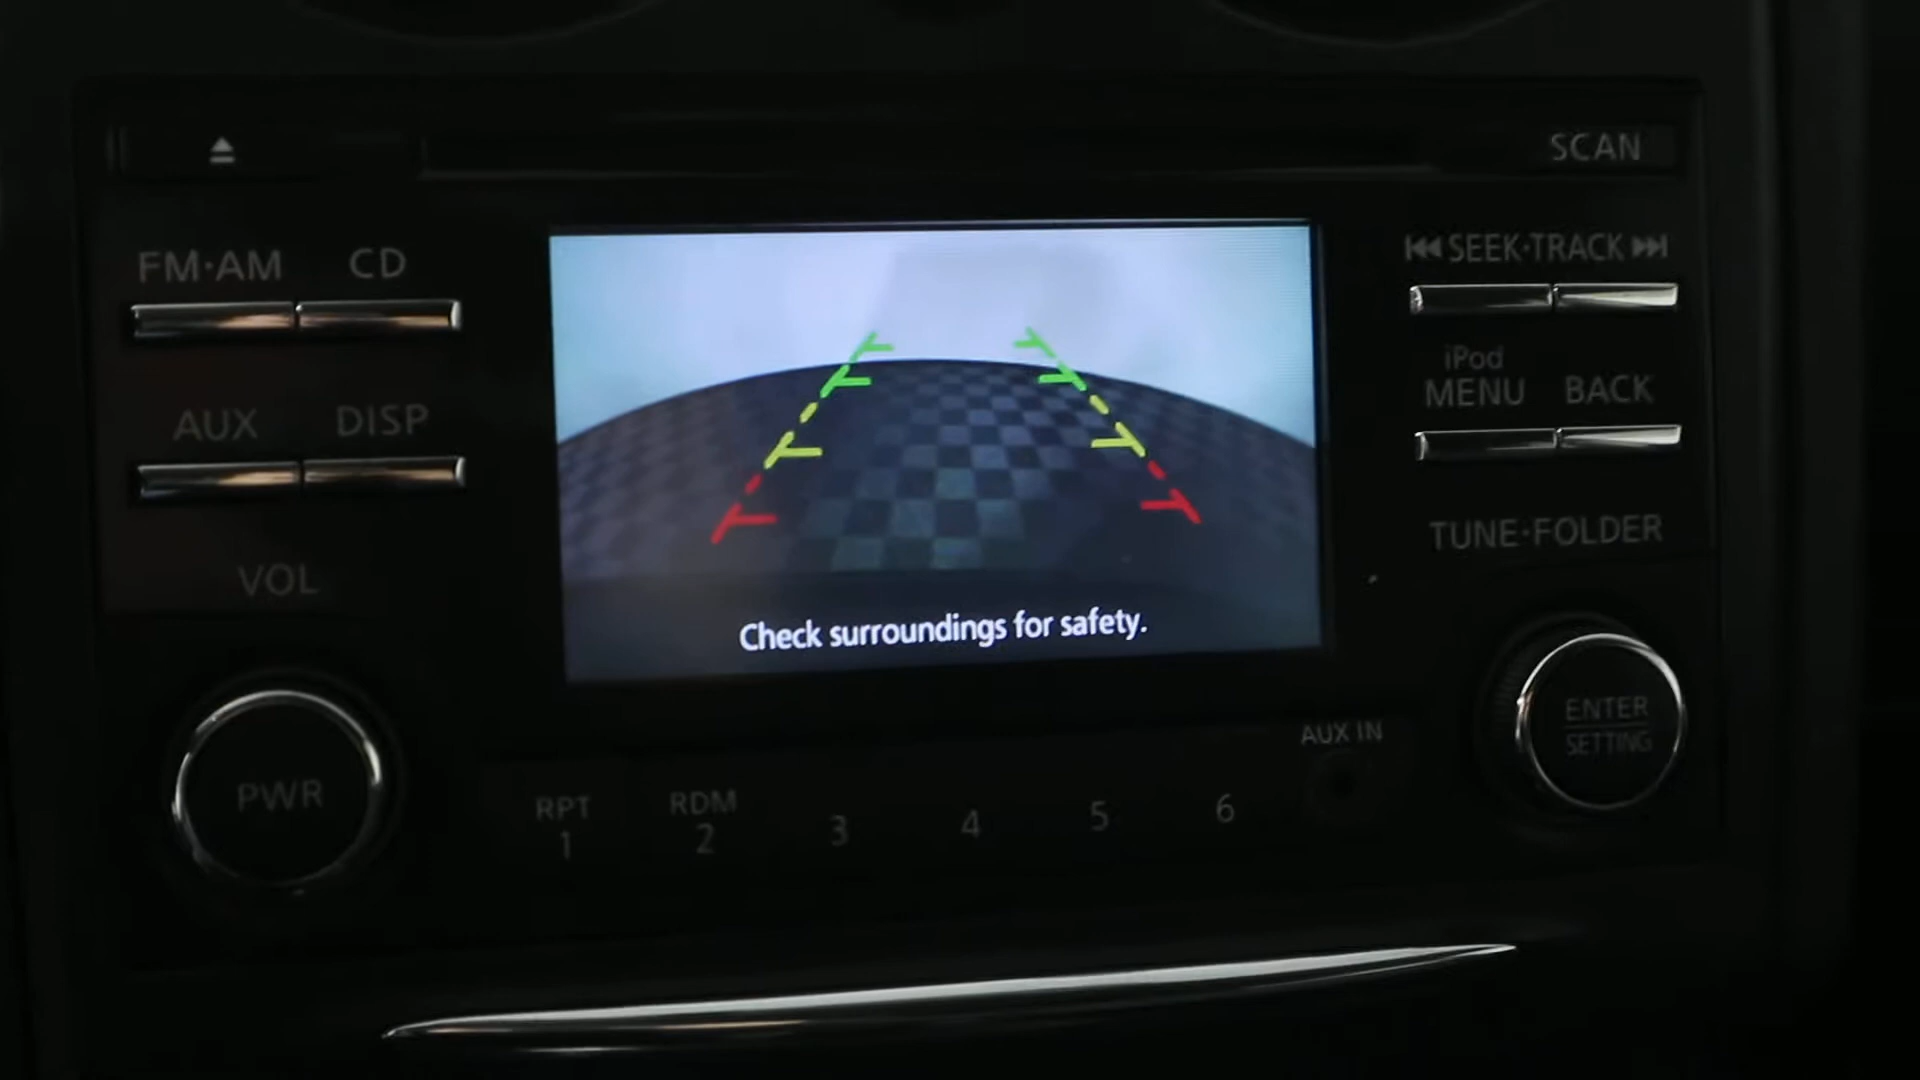 SCAN
FM·AM CD
SEEK·TRACK
iPod
MENU BACK
AUX DISP
TUNE·FOLDER
VOL
Check surroundings for safety.
ENTER
SETTING
AUX IN
PWR
RPT RDM
1 2 3 4 5 6